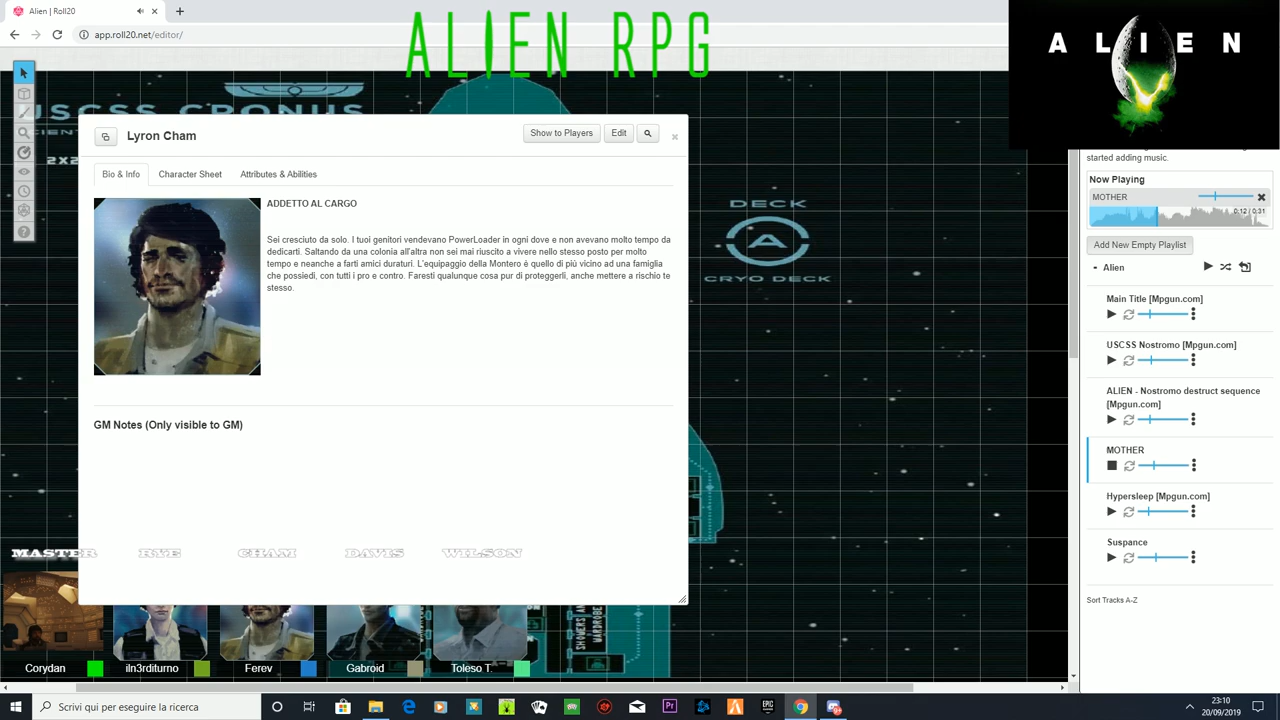 Alien | Roll20
app.roll20.net/editor/
ALIEN RPG
ALIEN
USCSS CRONUS
2X2
Lyron Cham
Show to Players
Edit
Bio & Info
Character Sheet
Attributes & Abilities
ADDETTO AL CARGO
Sei cresciuto da solo. I tuoi genitori vendevano PowerLoader in ogni dove e non avevano molto tempo da
dedicarti. Saltando da una colonia all'altra non sei mai riuscito a vivere nello stesso posto per molto
tempo e neanche a farti amici duraturi. L'equipaggio della Montero è quello di più vicino ad una famiglia
che possiedi, con tutti i pro e contro. Faresti qualunque cosa pur di proteggerli, anche mettere a rischio te
stesso.
GM Notes (Only visible to GM)
DECK
A
CRYO DECK
MASTER
RYE
CHAM
DAVIS
WILSON
SHOWERS AN
WARDROBE
Corydan
iln3rditurno
Ferev
Gabroid
Toleso T.
started adding music.
Now Playing
MOTHER
0:12 / 0:31
Add New Empty Playlist
Alien
Main Title [Mpgun.com]
USCSS Nostromo [Mpgun.com]
ALIEN - Nostromo destruct sequence
[Mpgun.com]
MOTHER
Hypersleep [Mpgun.com]
Suspance
Sort Tracks A-Z
Scrivi qui per eseguire la ricerca
23:10
20/09/2019